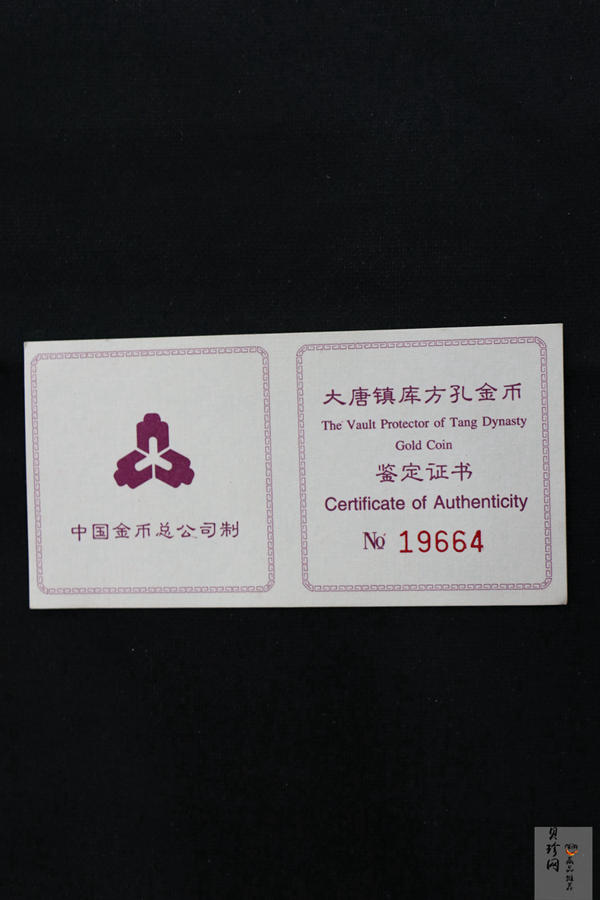 中国金币总公司制
大唐镇库方孔金币
The Vault Protector of Tang Dynasty
Gold Coin
鉴定证书
Certificate of Authenticity
No 19664
贝珍网